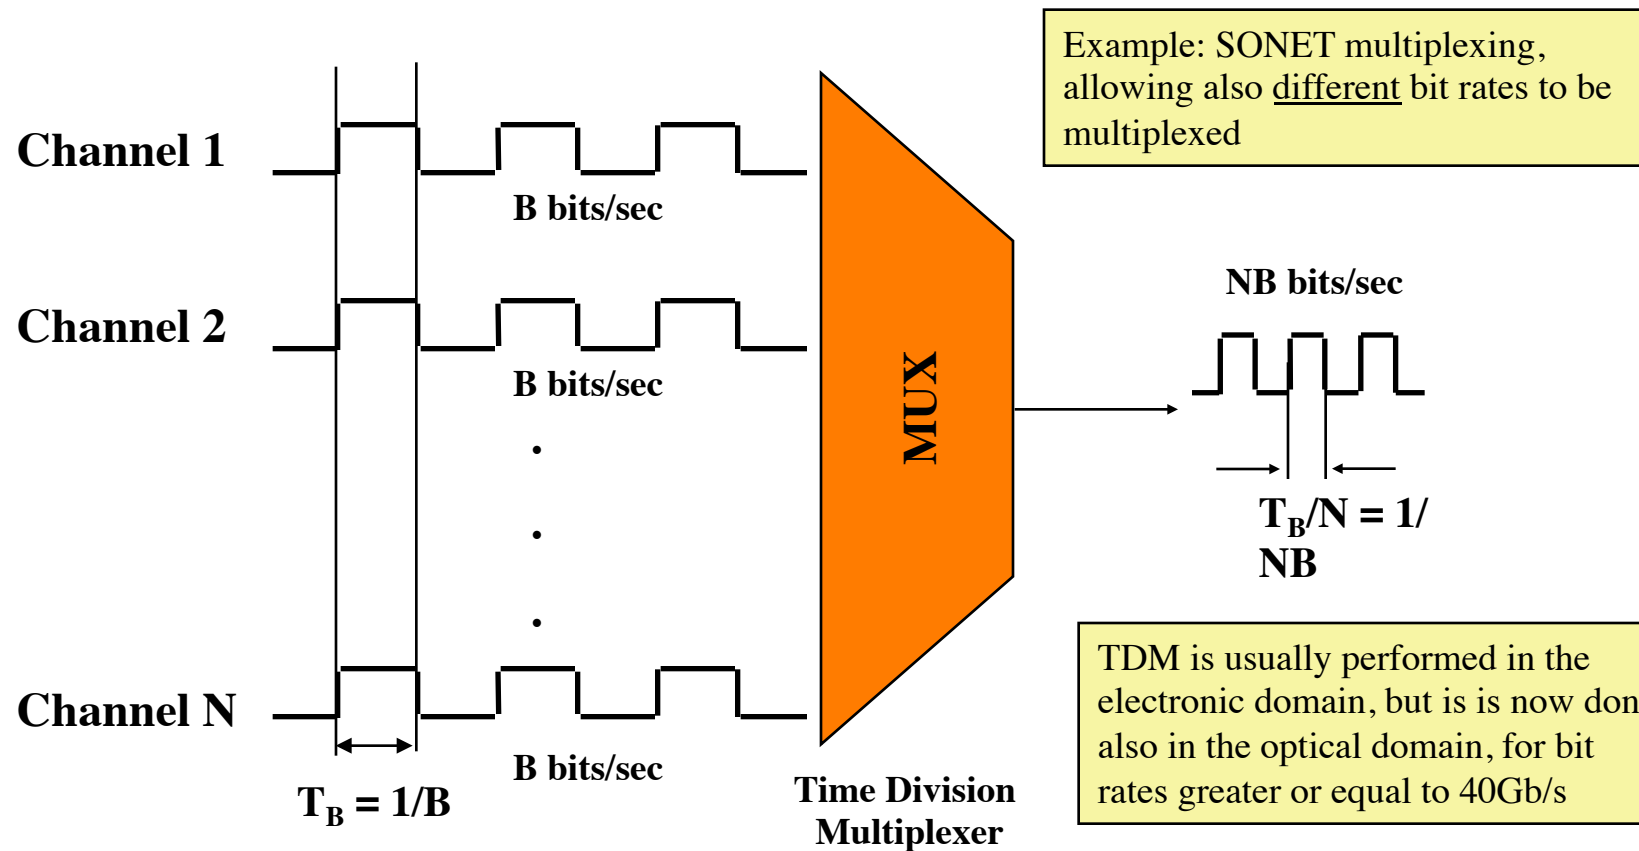 Example: SONET multiplexing,
allowing also different bit rates to be
multiplexed
Channel 1
B bits/sec
NB bits/sec
Channel 2
B bits/sec
MUX
T_B/N = 1/
NB
TDM is usually performed in the
electronic domain, but is is now don
also in the optical domain, for bit
rates greater or equal to 40Gb/s
Channel N
B bits/sec
T_B = 1/B
Time Division
Multiplexer